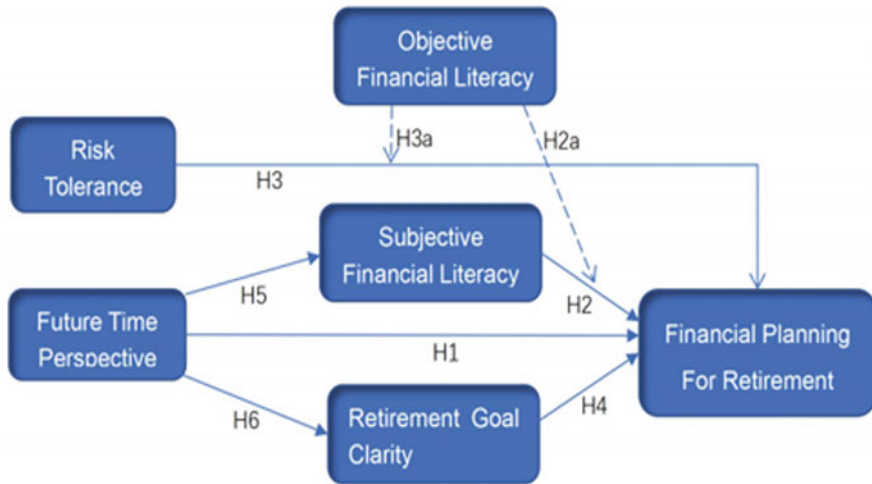 Objective
Financial Literacy
H3a
H2a
Risk
Tolerance
H3
Subjective
Financial Literacy
H5
H2
Future Time
Perspective
H1
Financial Planning
For Retirement
H6
Retirement Goal
Clarity
H4